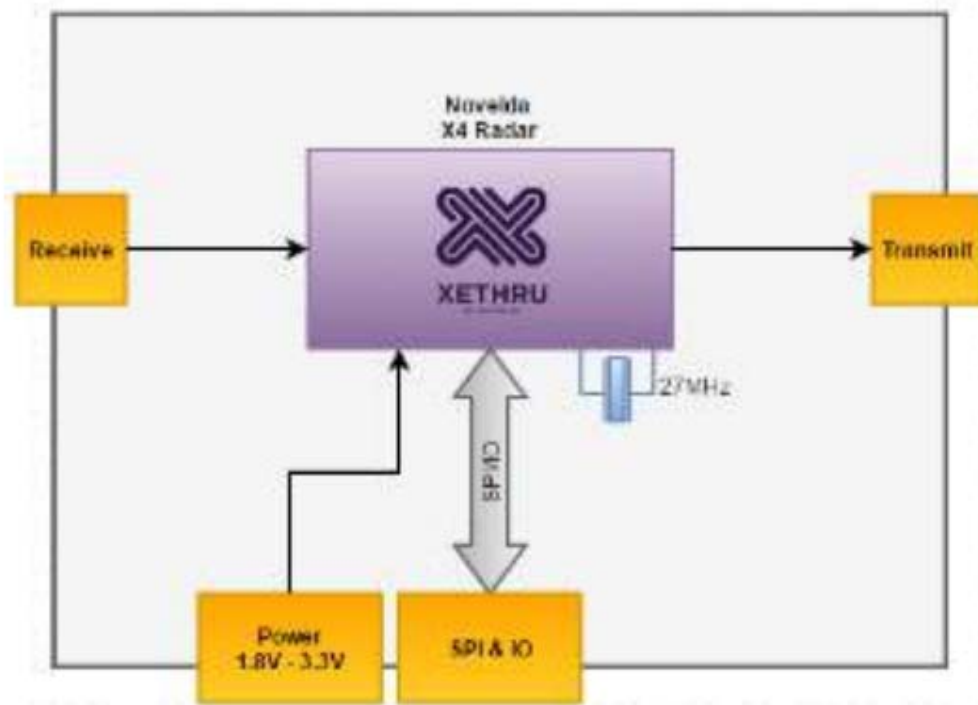 Novelda
X4 Radar
Receive
XETHRU
Transmit
27MHz
SPI/IO
Power
1.8V - 3.3V
SPI & IO